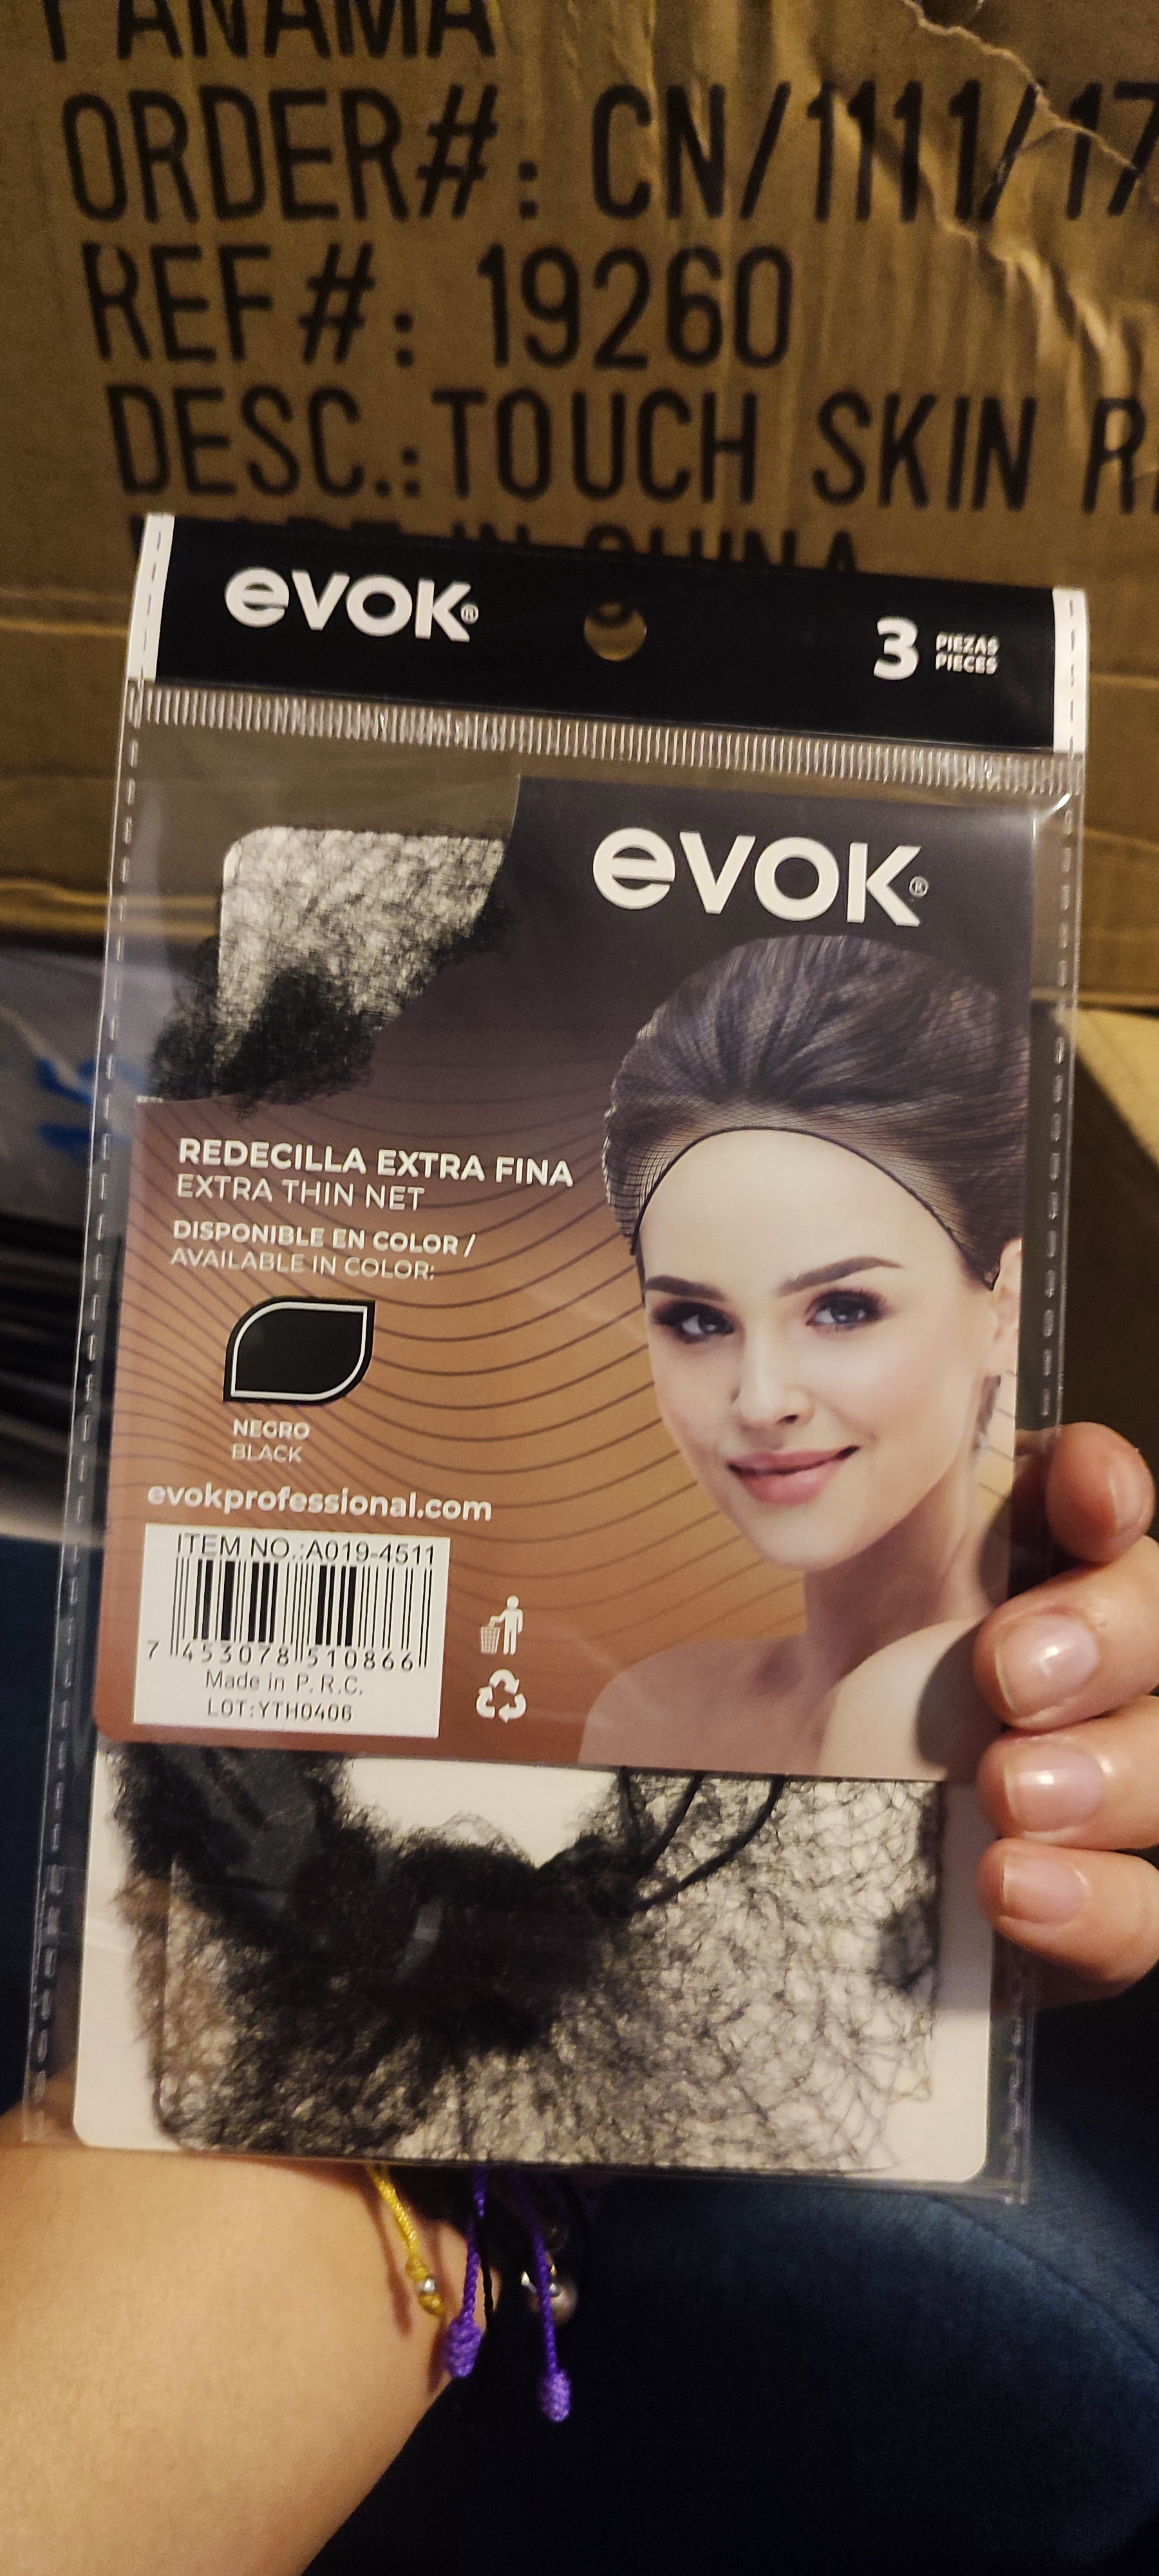 PANAMA
ORDER#: CN/1111/17
REF#: 19260
DESC.:TOUCH SKIN
IN CHINA
evok®
3 PIEZAS
PIECES
evok®
REDECILLA EXTRA FINA
EXTRA THIN NET
DISPONIBLE EN COLOR /
AVAILABLE IN COLOR:
NEGRO
BLACK
evokprofessional.com
ITEM NO.:A019-4511
7 453078 510866
Made in P.R.C.
LOT:YTH0406